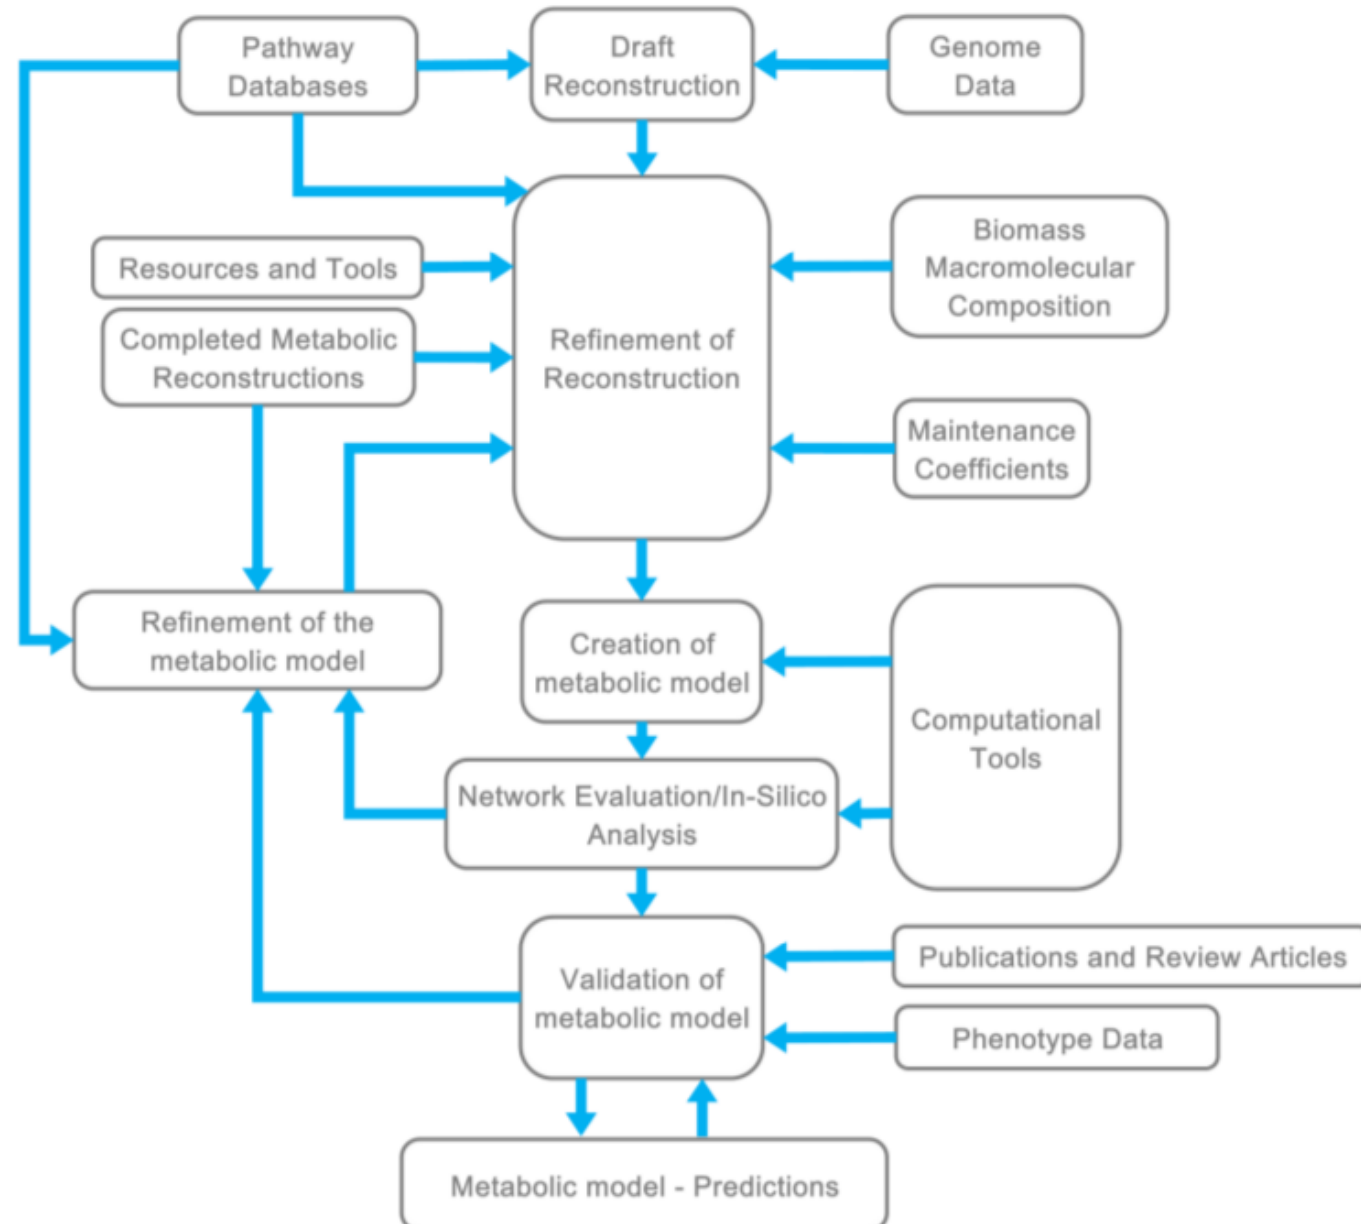 Pathway
Databases
Draft
Reconstruction
Genome
Data
Biomass
Macromolecular
Composition
Resources and Tools
Completed Metabolic
Reconstructions
Refinement of
Reconstruction
Maintenance
Coefficients
Refinement of the
metabolic model
Creation of
metabolic model
Computational
Tools
Network Evaluation/In-Silico
Analysis
Validation of
metabolic model
Publications and Review Articles
Phenotype Data
Metabolic model - Predictions